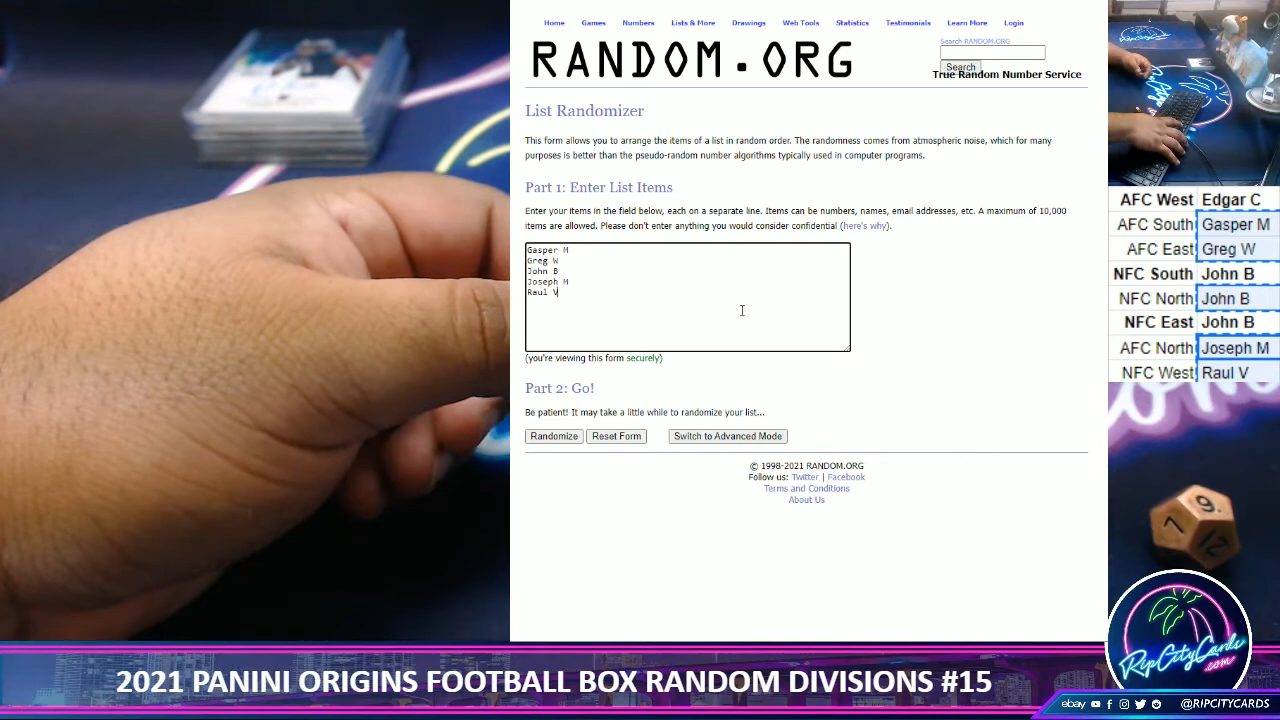 Home Games Numbers Lists & More Drawings Web Tools Statistics Testimonials Learn More Login
RANDOM.ORG
Search RANDOM.ORG
Search
True Random Number Service
List Randomizer
This form allows you to arrange the items of a list in random order. The randomness comes from atmospheric noise, which for many
purposes is better than the pseudo-random number algorithms typically used in computer programs.
Part 1: Enter List Items
Enter your items in the field below, each on a separate line. Items can be numbers, names, email addresses, etc. A maximum of 10,000
items are allowed. Please don't enter anything you would consider confidential (here's why).
Gasper M
Greg W
John B
Joseph M
Raul V
(you're viewing this form securely)
Part 2: Go!
Be patient! It may take a little while to randomize your list...
Randomize Reset Form Switch to Advanced Mode
© 1998-2021 RANDOM.ORG
Follow us: Twitter | Facebook
Terms and Conditions
About Us
AFC West Edgar C
AFC South Gasper M
AFC East Greg W
NFC South John B
NFC North John B
NFC East John B
AFC North Joseph M
NFC West Raul V
9.
7
12
RipCityCards
.com
2021 PANINI ORIGINS FOOTBALL BOX RANDOM DIVISIONS #15
ebay @RIPCITYCARDS